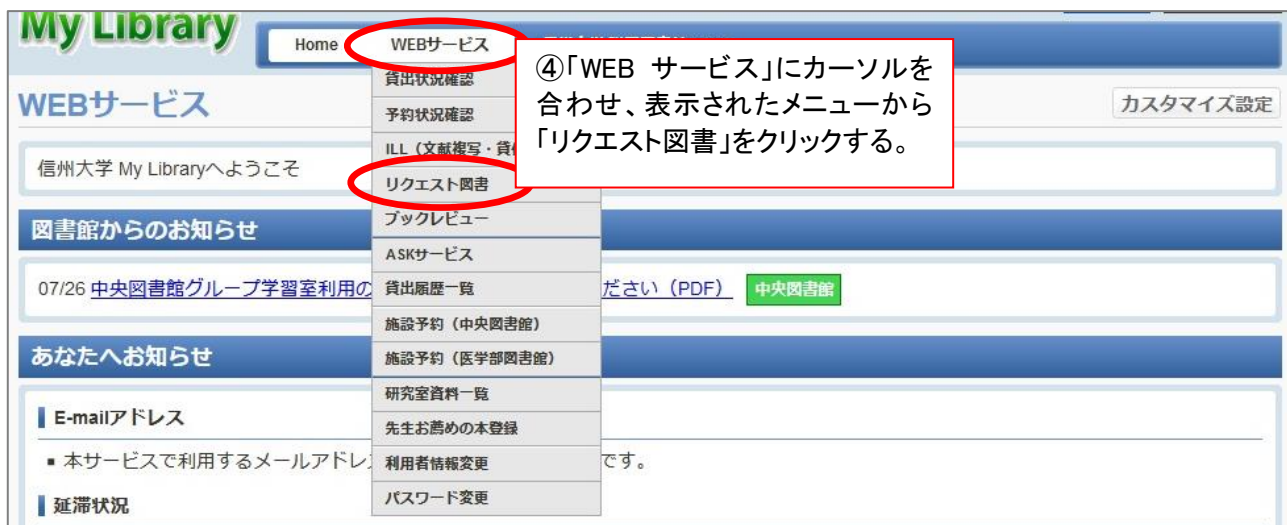 My Library
Home
WEBサービス
④「WEB サービス」にカーソルを
合わせ、表示されたメニューから
「リクエスト図書」をクリックする。
WEBサービス
カスタマイズ設定
信州大学 My Libraryへようこそ
貸出状況確認
予約状況確認
ILL（文献複写・貸
リクエスト図書
ブックレビュー
ASKサービス
貸出履歴一覧
施設予約（中央図書館）
施設予約（医学部図書館）
研究室資料一覧
先生お薦めの本登録
利用者情報変更
パスワード変更
図書館からのお知らせ
07/26 中央図書館グループ学習室利用の ださい（PDF） 中央図書館
あなたへお知らせ
E-mailアドレス
▪ 本サービスで利用するメールアドレ です。
延滞状況